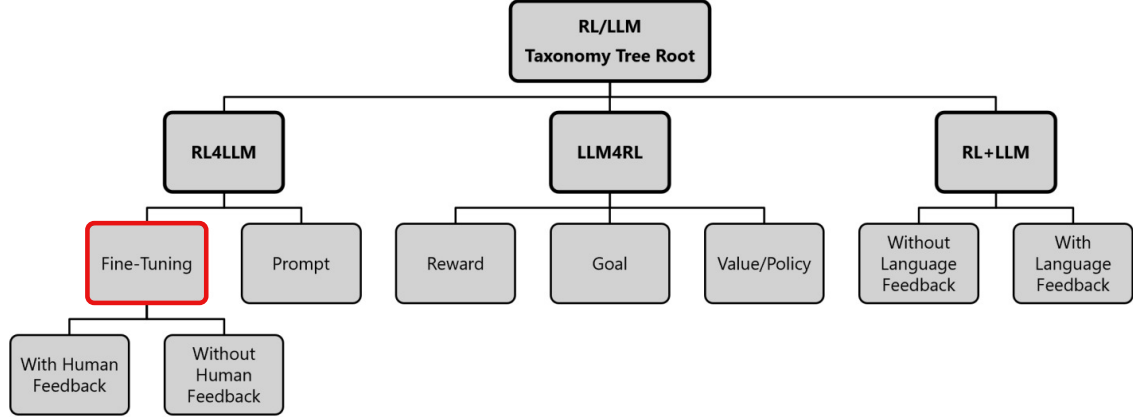 RL/LLM
Taxonomy Tree Root
RL4LLM
LLM4RL
RL+LLM
Fine-Tuning
Prompt
Reward
Goal
Value/Policy
Without
Language
Feedback
With
Language
Feedback
With Human
Feedback
Without
Human
Feedback